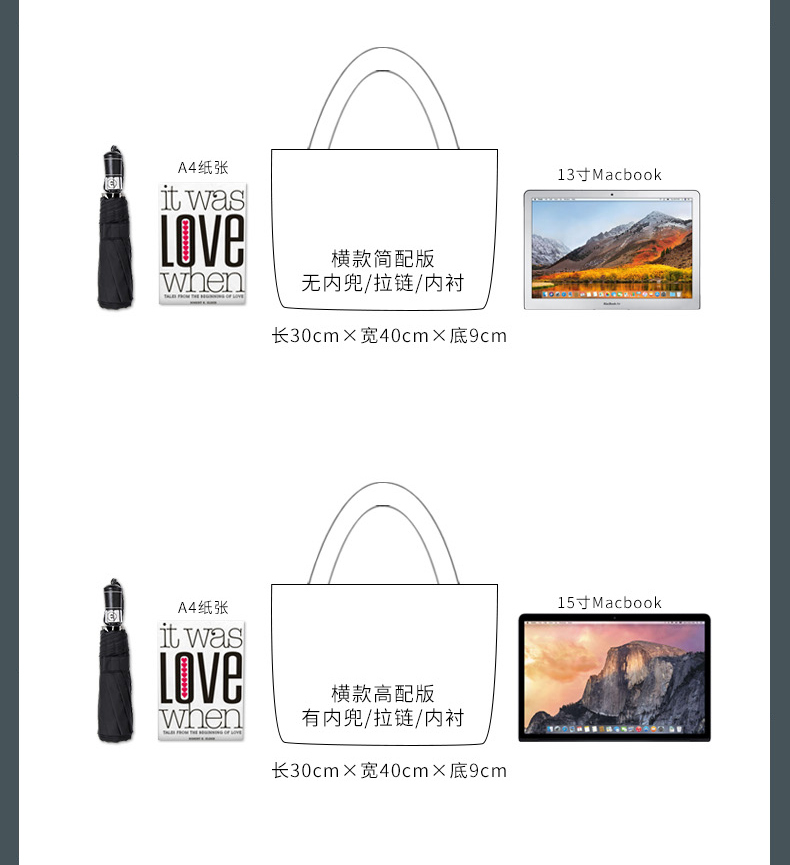 A4纸张
13寸Macbook
it was
LOVE
when
TALES FROM THE BEGINNING OF LOVE
横款简配版
无内兜/拉链/内衬
长30cm×宽40cm×底9cm
A4纸张
15寸Macbook
it was
LOVE
when
TALES FROM THE BEGINNING OF LOVE
横款高配版
有内兜/拉链/内衬
长30cm×宽40cm×底9cm